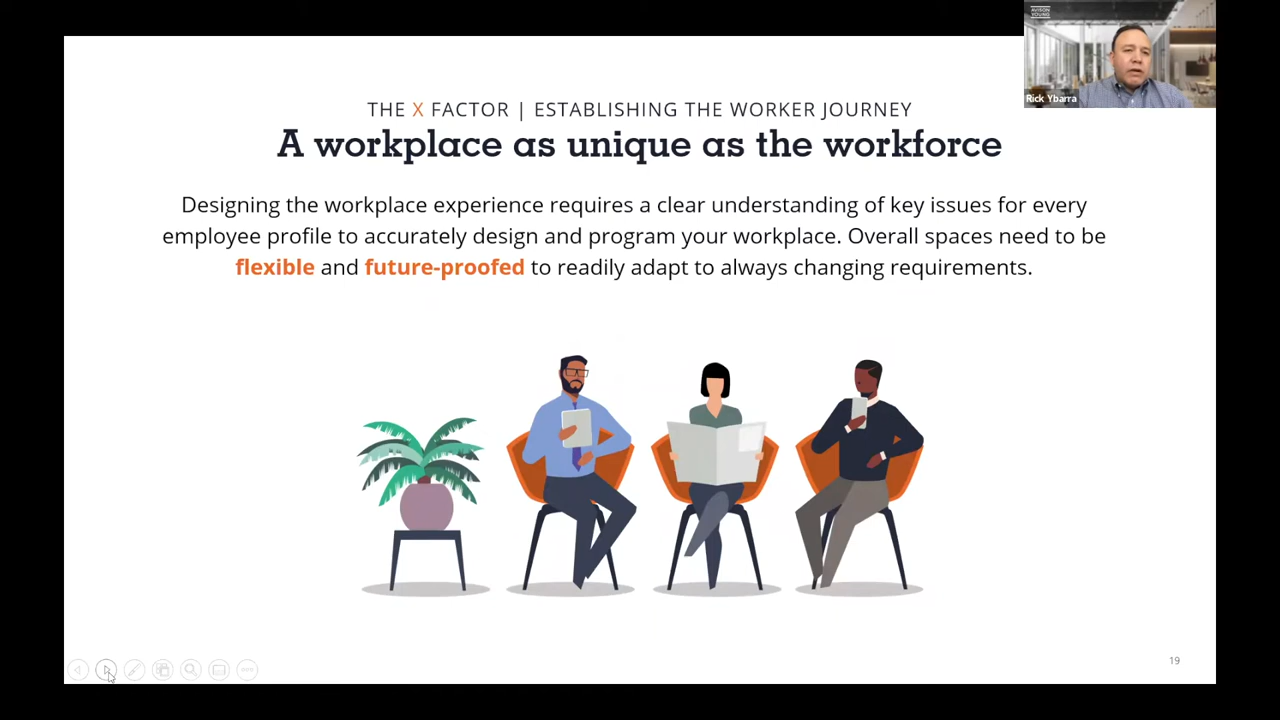 AVISON
YOUNG
Rick Ybarra
THE X FACTOR | ESTABLISHING THE WORKER JOURNEY
A workplace as unique as the workforce
Designing the workplace experience requires a clear understanding of key issues for every
employee profile to accurately design and program your workplace. Overall spaces need to be
flexible and future-proofed to readily adapt to always changing requirements.
19